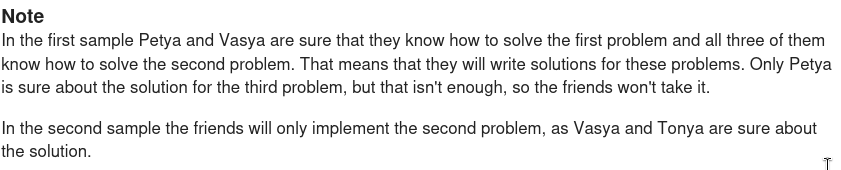 Note
In the first sample Petya and Vasya are sure that they know how to solve the first problem and all three of them
know how to solve the second problem. That means that they will write solutions for these problems. Only Petya
is sure about the solution for the third problem, but that isn't enough, so the friends won't take it.
In the second sample the friends will only implement the second problem, as Vasya and Tonya are sure about
the solution.